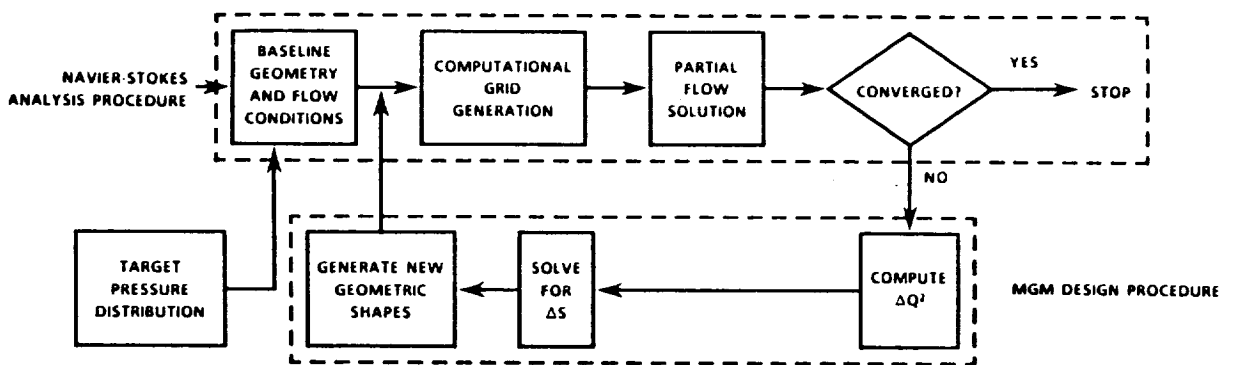 NAVIER-STOKES
ANALYSIS PROCEDURE
BASELINE
GEOMETRY
AND FLOW
CONDITIONS
COMPUTATIONAL
GRID
GENERATION
PARTIAL
FLOW
SOLUTION
CONVERGED?
YES
STOP
NO
TARGET
PRESSURE
DISTRIBUTION
GENERATE NEW
GEOMETRIC
SHAPES
SOLVE
FOR
ΔS
COMPUTE
ΔQ²
MGM DESIGN PROCEDURE